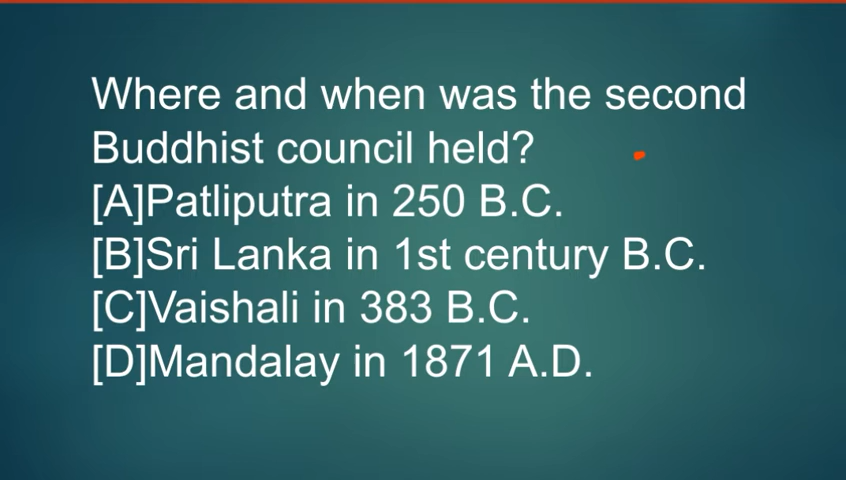 Where and when was the second
Buddhist council held?
[A]Patliputra in 250 B.C.
[B]Sri Lanka in 1st century B.C.
[C]Vaishali in 383 B.C.
[D]Mandalay in 1871 A.D.